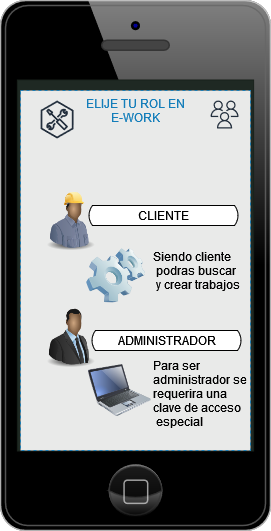 ELIJE TU ROL EN
E-WORK
CLIENTE
Siendo cliente
podras buscar
y crear trabajos
ADMINISTRADOR
Para ser
administrador se
requerira una
clave de acceso
especial